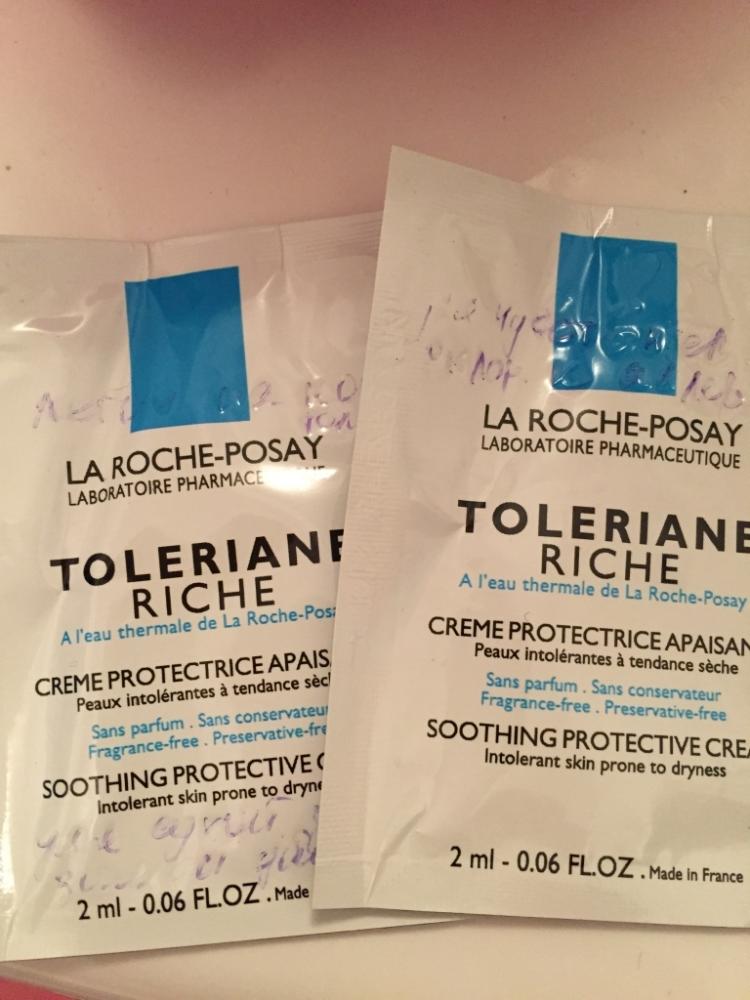 LA ROCHE-POSAY
LABORATOIRE
TOLERIANE
RICHE
A l'eau thermale de La Roche-Posa
CREME PROTECTRICE APAIS
Peaux intolérantes à tendance sèc
Sans parfum . Sans conservateu
Fragrance-free . Preservative-fre
SOOTHING PROTECTIVE
Intolerant skin prone to dryne
2 ml - 0.06 FL.OZ . Made
LA ROCHE-POSAY
LABORATOIRE PHARMACEUTIQUE
TOLERIANE
RICHE
A l'eau thermale de La Roche-Posay
CREME PROTECTRICE APAISAN
Peaux intolérantes à tendance sèche
Sans parfum . Sans conservateur
Fragrance-free . Preservative-free
SOOTHING PROTECTIVE CREA
Intolerant skin prone to dryness
2 ml - 0.06 FL.OZ . Made in France